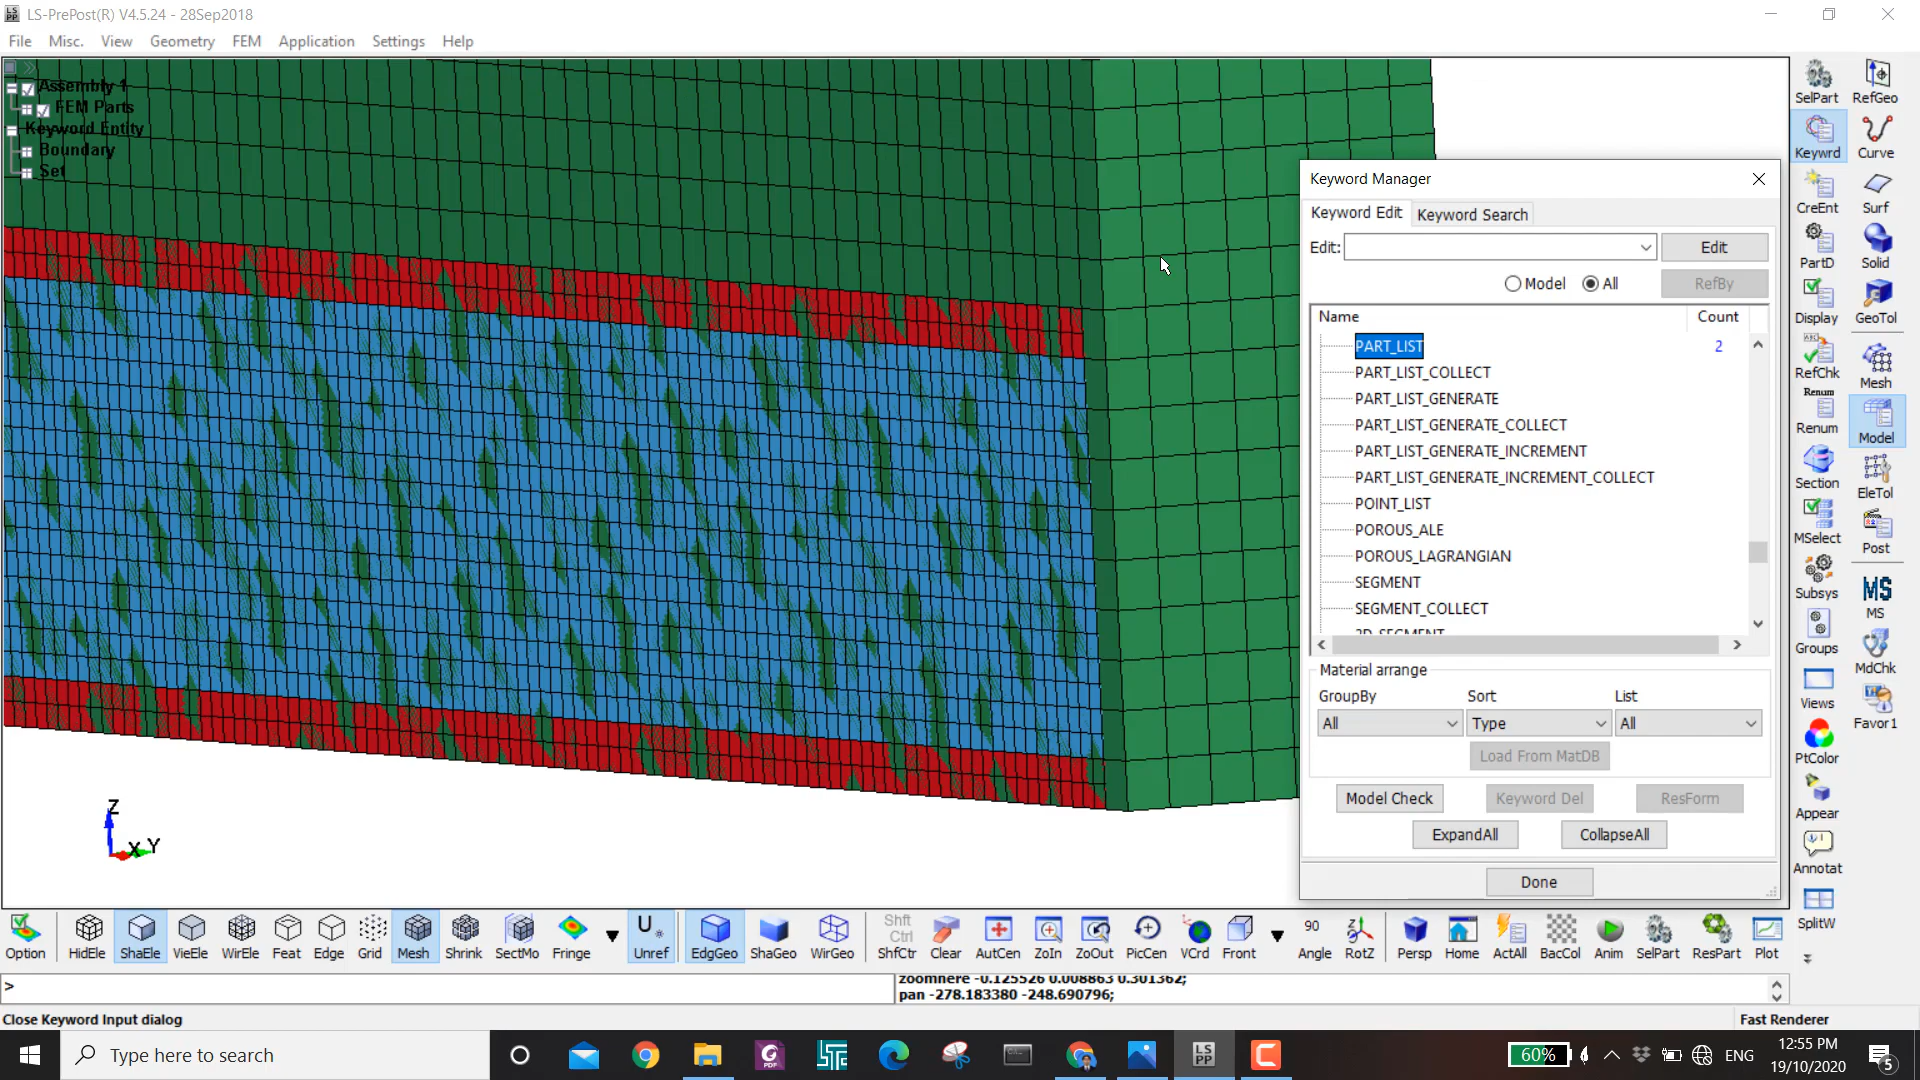 LS-PrePost(R) V4.5.24 - 28Sep2018
File Misc. View Geometry FEM Application Settings Help
Assembly 1
FEM Parts
Keyword Entity
Boundary
Set
Z
X Y
Keyword Manager
Keyword Edit Keyword Search
Edit: Edit
Model All RefBy
Name Count
PART_LIST 2
PART_LIST_COLLECT
PART_LIST_GENERATE
PART_LIST_GENERATE_COLLECT
PART_LIST_GENERATE_INCREMENT
PART_LIST_GENERATE_INCREMENT_COLLECT
POINT_LIST
POROUS_ALE
POROUS_LAGRANGIAN
SEGMENT
SEGMENT_COLLECT
2D_SEGMENT
Material arrange
GroupBy Sort List
All Type All
Load From MatDB
Model Check Keyword Del ResForm
ExpandAll CollapseAll
Done
SelPart RefGeo
Keywrd Curve
CreEnt Surf
PartD Solid
Display GeoTol
RefChk Mesh
Renum
Renum Model
Section EleTol
MSelect Post
Subsys MS
MS
Groups MdChk
Views Favor1
PtColor
Appear
Annotat
SplitW
Shft
Ctrl
90
Option HidEle ShaEle VieEle WirEle Feat Edge Grid Mesh Shrink SectMo Fringe Unref EdgGeo ShaGeo WirGeo ShfCtr Clear AutCen ZoIn ZoOut PicCen VCrd Front Angle RotZ Persp Home ActAll BacCol Anim SelPart ResPart Plot
>
zoomhere -0.125526 0.008863 0.301362;
pan -278.183380 -248.690796;
Close Keyword Input dialog
Fast Renderer
Type here to search
PDF
LS
PP
60%
ENG
12:55 PM
19/10/2020
5